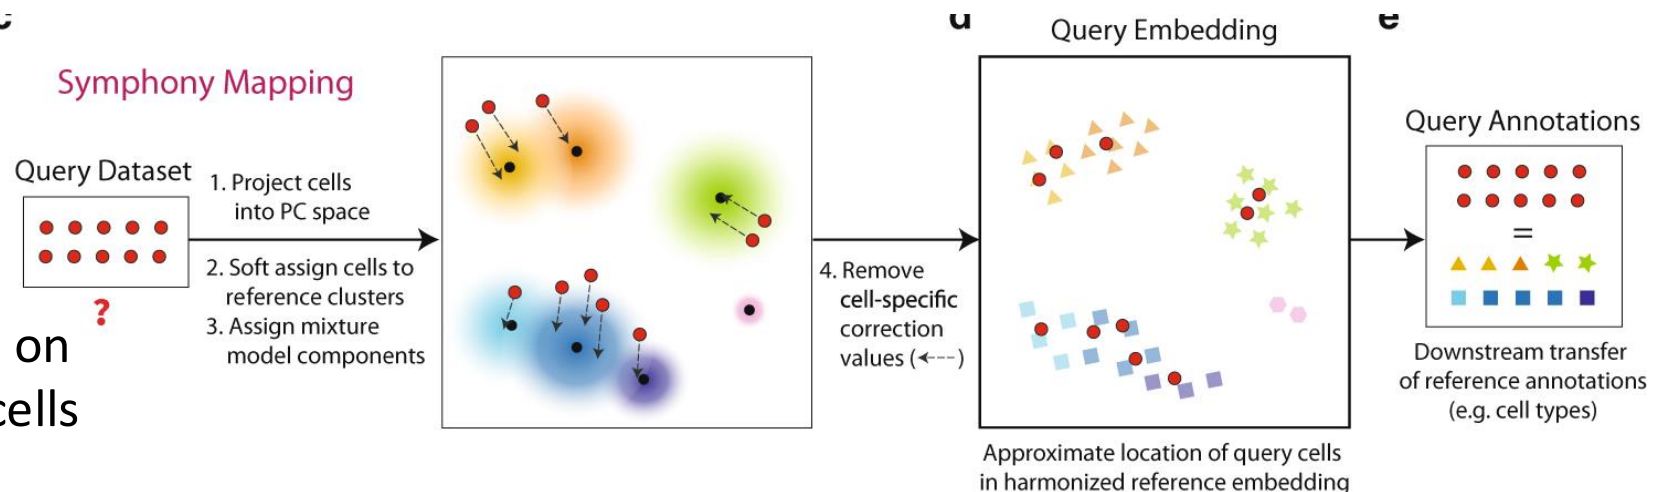 c
Symphony Mapping
Query Dataset
?
on
cells
1. Project cells
into PC space
2. Soft assign cells to
reference clusters
3. Assign mixture
model components
4. Remove
cell-specific
correction
values (<---)
d
Query Embedding
Approximate location of query cells
in harmonized reference embedding
e
Query Annotations
=
Downstream transfer
of reference annotations
(e.g. cell types)